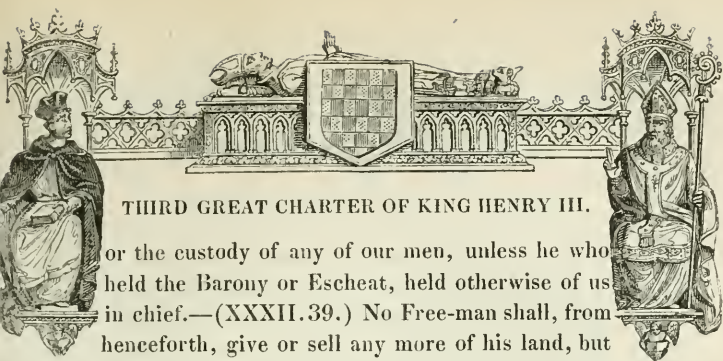 THIRD GREAT CHARTER OF KING HENRY III.
or the custody of any of our men, unless he who
held the Barony or Escheat, held otherwise of us
in chief.—(XXXII.39.) No Free-man shall, from
henceforth, give or sell any more of his land, but